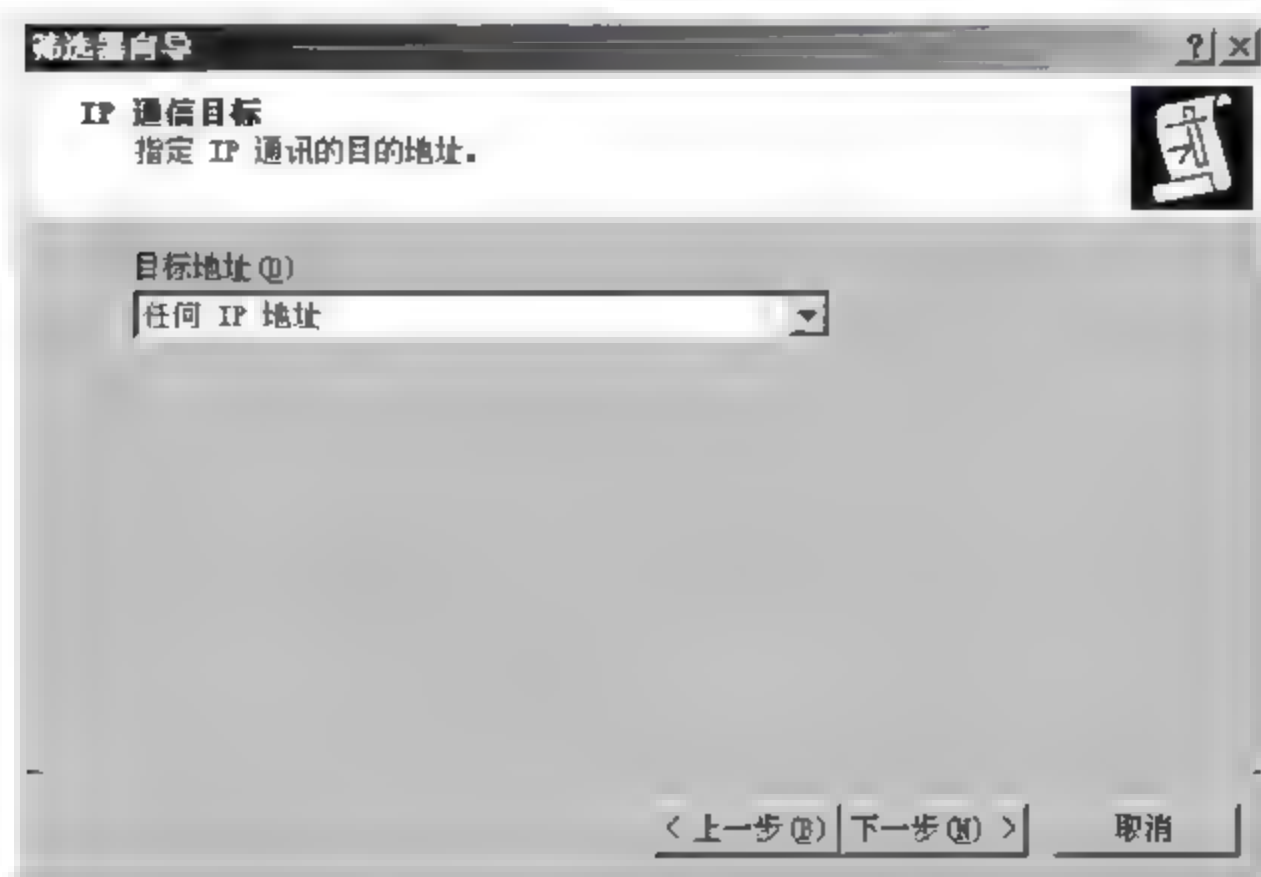 筛选器向导
IP 通信目标
指定 IP 通讯的目的地址。
目标地址(D)
任何 IP 地址
< 上一步(B) 下一步(N) > 取消